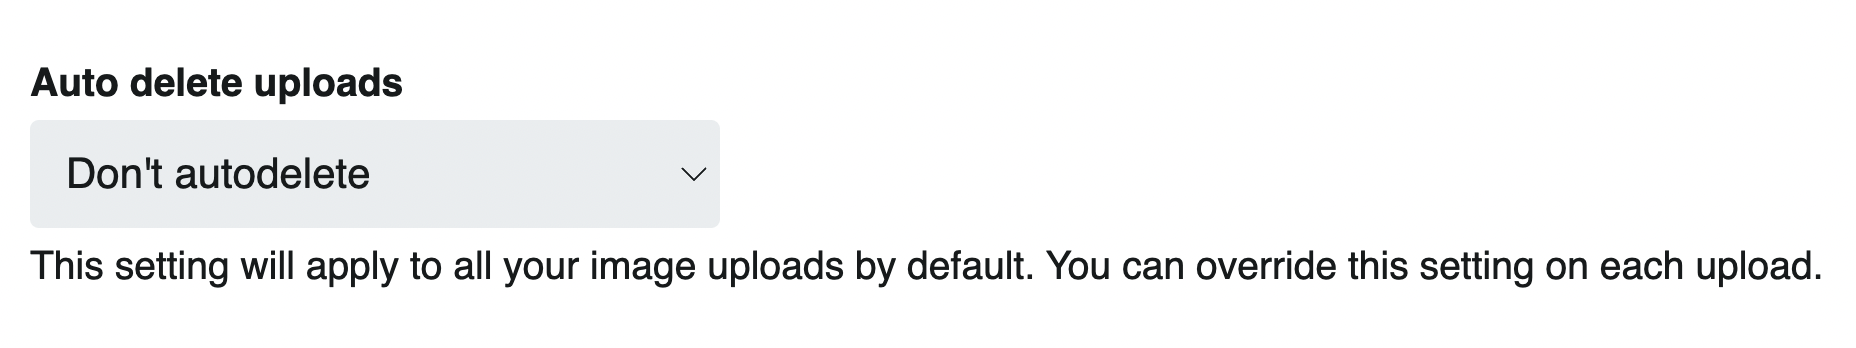 Auto delete uploads
Don't autodelete
This setting will apply to all your image uploads by default. You can override this setting on each upload.